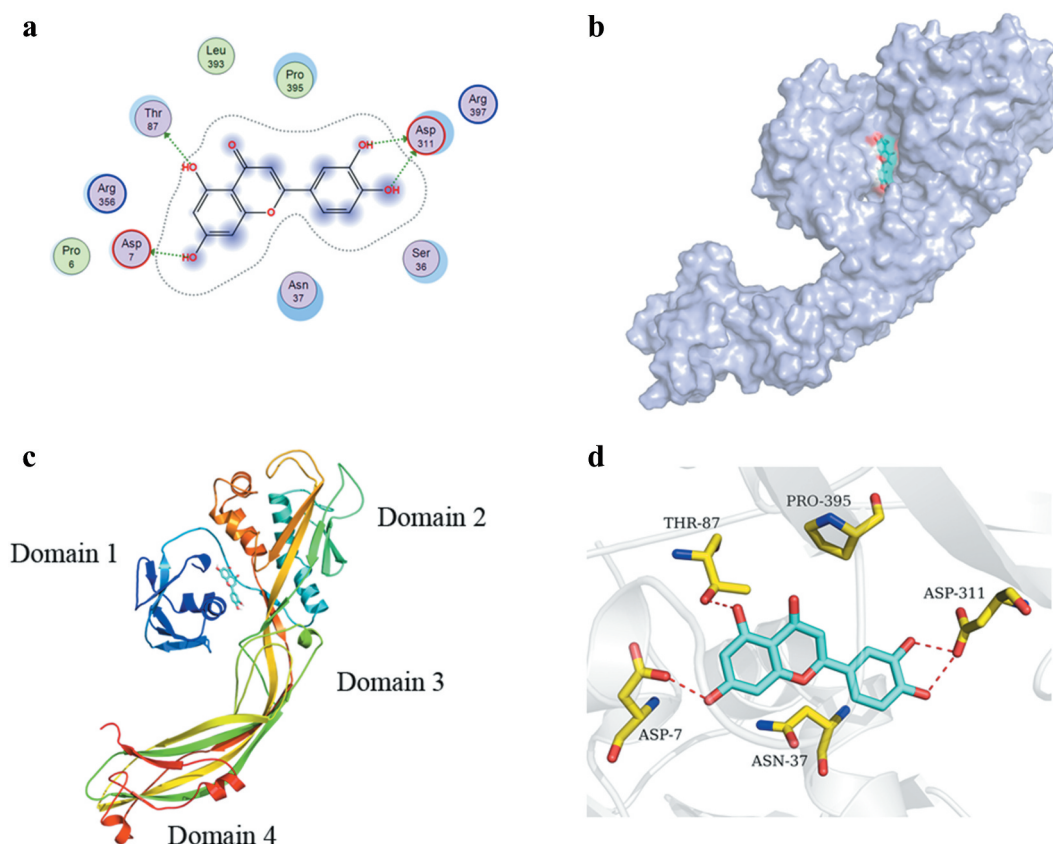 a
Leu
393
Pro
395
Arg
397
Thr
87
Asp
311
O
OH
HO
OH
Arg
356
O
Pro
6
Asp
7
HO
Ser
36
Asn
37
b
c
Domain 1
Domain 2
Domain 3
Domain 4
d
PRO-395
THR-87
ASP-311
ASP-7
ASN-37